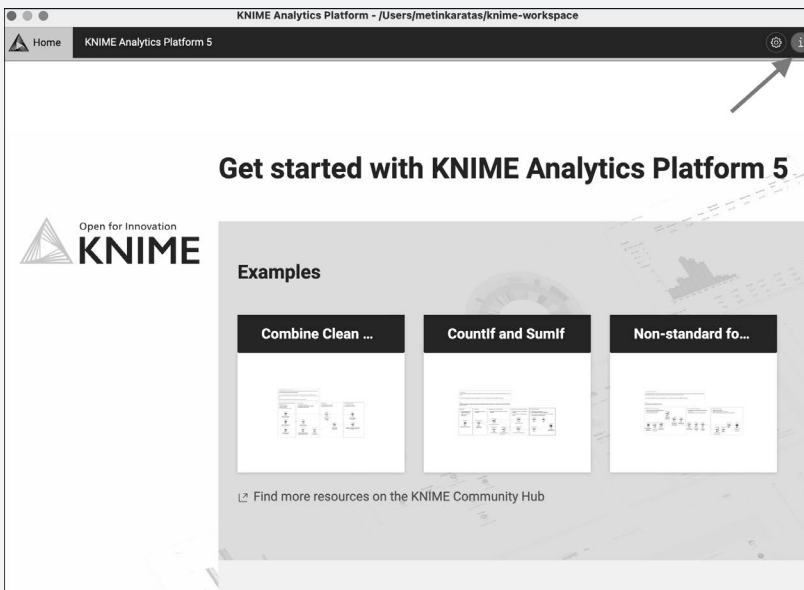 KNIME Analytics Platform - /Users/metinkaratas/knime-workspace
Home
KNIME Analytics Platform 5
i
Get started with KNIME Analytics Platform 5
Open for Innovation
KNIME
Examples
Combine Clean ...
CountIf and SumIf
Non-standard fo...
Find more resources on the KNIME Community Hub